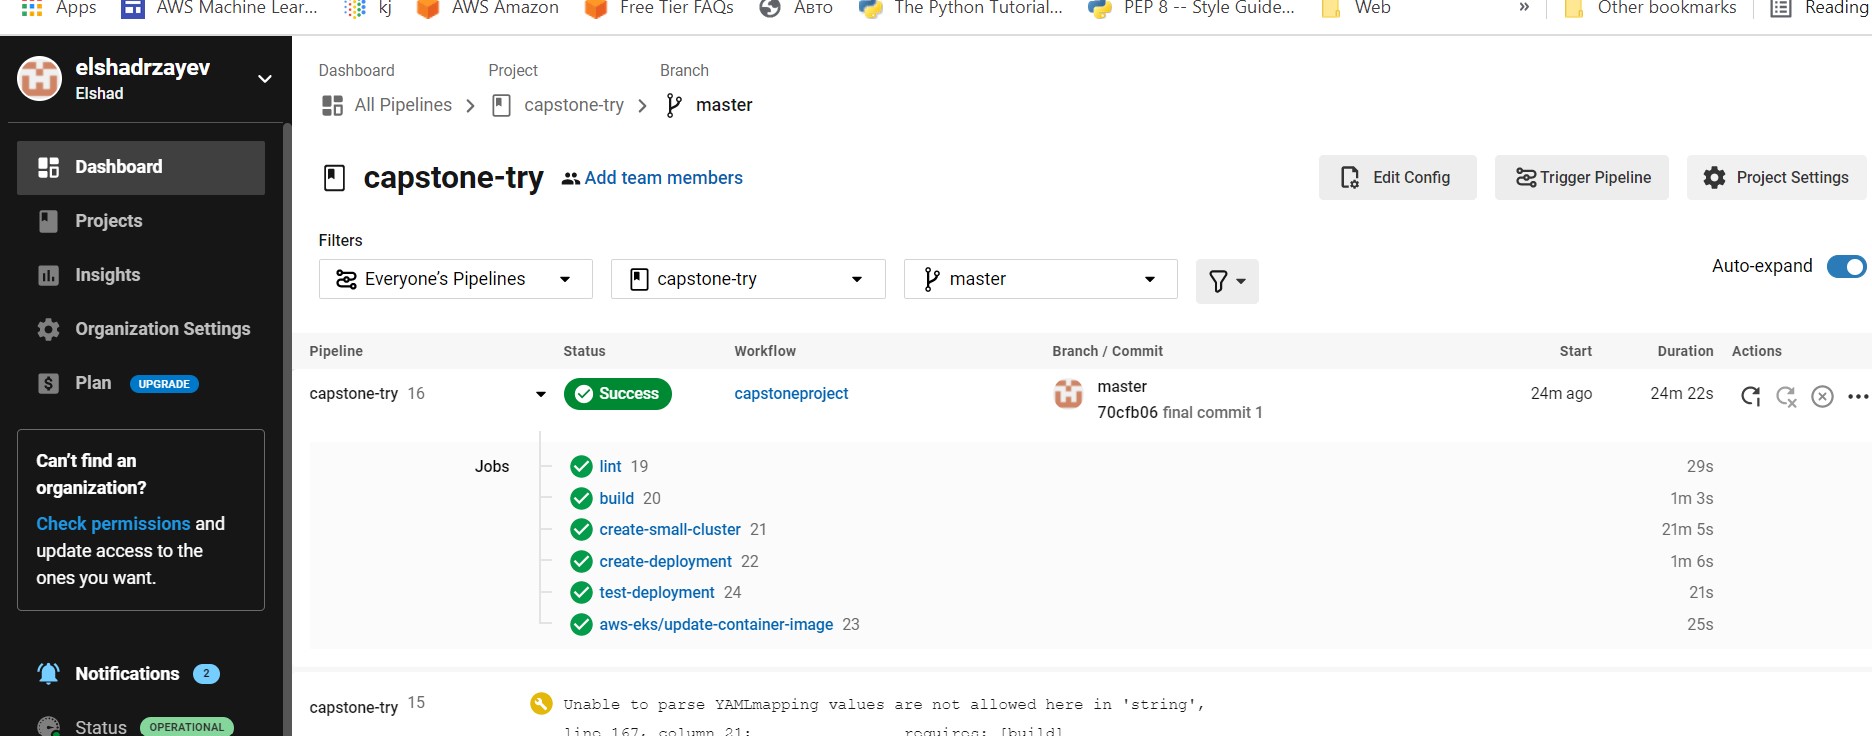 Apps AWS Machine Lear... kj AWS Amazon Free Tier FAQs Авто The Python Tutorial... PEP 8 -- Style Guide... Web » Other bookmarks Reading
elshadrzayev
Elshad
Dashboard
Projects
Insights
Organization Settings
Plan UPGRADE
Can't find an
organization?
Check permissions and
update access to the
ones you want.
Notifications 2
Status OPERATIONAL
Dashboard Project Branch
All Pipelines > capstone-try > master
capstone-try Add team members Edit Config Trigger Pipeline Project Settings
Filters
Everyone's Pipelines capstone-try master Auto-expand
Pipeline Status Workflow Branch / Commit Start Duration Actions
capstone-try 16 Success capstoneproject master 24m ago 24m 22s
70cfb06 final commit 1
Jobs lint 19 29s
build 20 1m 3s
create-small-cluster 21 21m 5s
create-deployment 22 1m 6s
test-deployment 24 21s
aws-eks/update-container-image 23 25s
capstone-try 15 Unable to parse YAMLmapping values are not allowed here in 'string',
line 167, column 21: requires: [build]